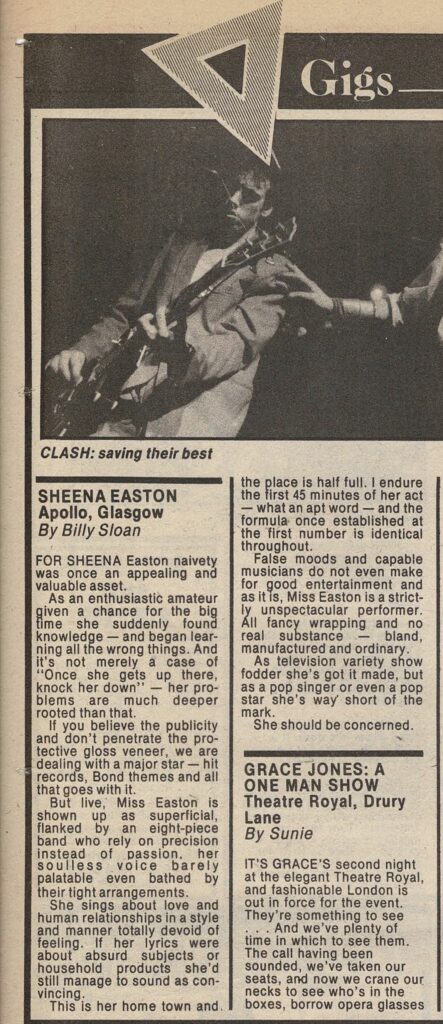 Gigs
CLASH: saving their best
SHEENA EASTON
Apollo, Glasgow
By Billy Sloan
FOR SHEENA Easton naivety
was once an appealing and
valuable asset.
As an enthusiastic amateur
given a chance for the big
time she suddenly found
knowledge — and began lear-
ning all the wrong things. And
it's not merely a case of
"Once she gets up there,
knock her down" — her pro-
blems are much deeper
rooted than that.
If you believe the publicity
and don't penetrate the pro-
tective gloss veneer, we are
dealing with a major star — hit
records, Bond themes and all
that goes with it.
But live, Miss Easton is
shown up as superficial,
flanked by an eight-piece
band who rely on precision
instead of passion, her
soulless voice barely
palatable even bathed by
their tight arrangements.
She sings about love and
human relationships in a style
and manner totally devoid of
feeling. If her lyrics were
about absurd subjects or
household products she'd
still manage to sound as con-
vincing.
This is her home town and
the place is half full. I endure
the first 45 minutes of her act
— what an apt word — and the
formula once established at
the first number is identical
throughout.
False moods and capable
musicians do not even make
for good entertainment and
as it is, Miss Easton is a strict-
ly unspectacular performer.
All fancy wrapping and no
real substance — bland,
manufactured and ordinary.
As television variety show
fodder she's got it made, but
as a pop singer or even a pop
star she's way short of the
mark.
She should be concerned.
GRACE JONES: A
ONE MAN SHOW
Theatre Royal, Drury
Lane
By Sunie
IT'S GRACE'S second night
at the elegant Theatre Royal,
and fashionable London is
out in force for the event.
They're something to see
. . . And we've plenty of
time in which to see them.
The call having been
sounded, we've taken our
seats, and now we crane our
necks to see who's in the
boxes, borrow opera glasses